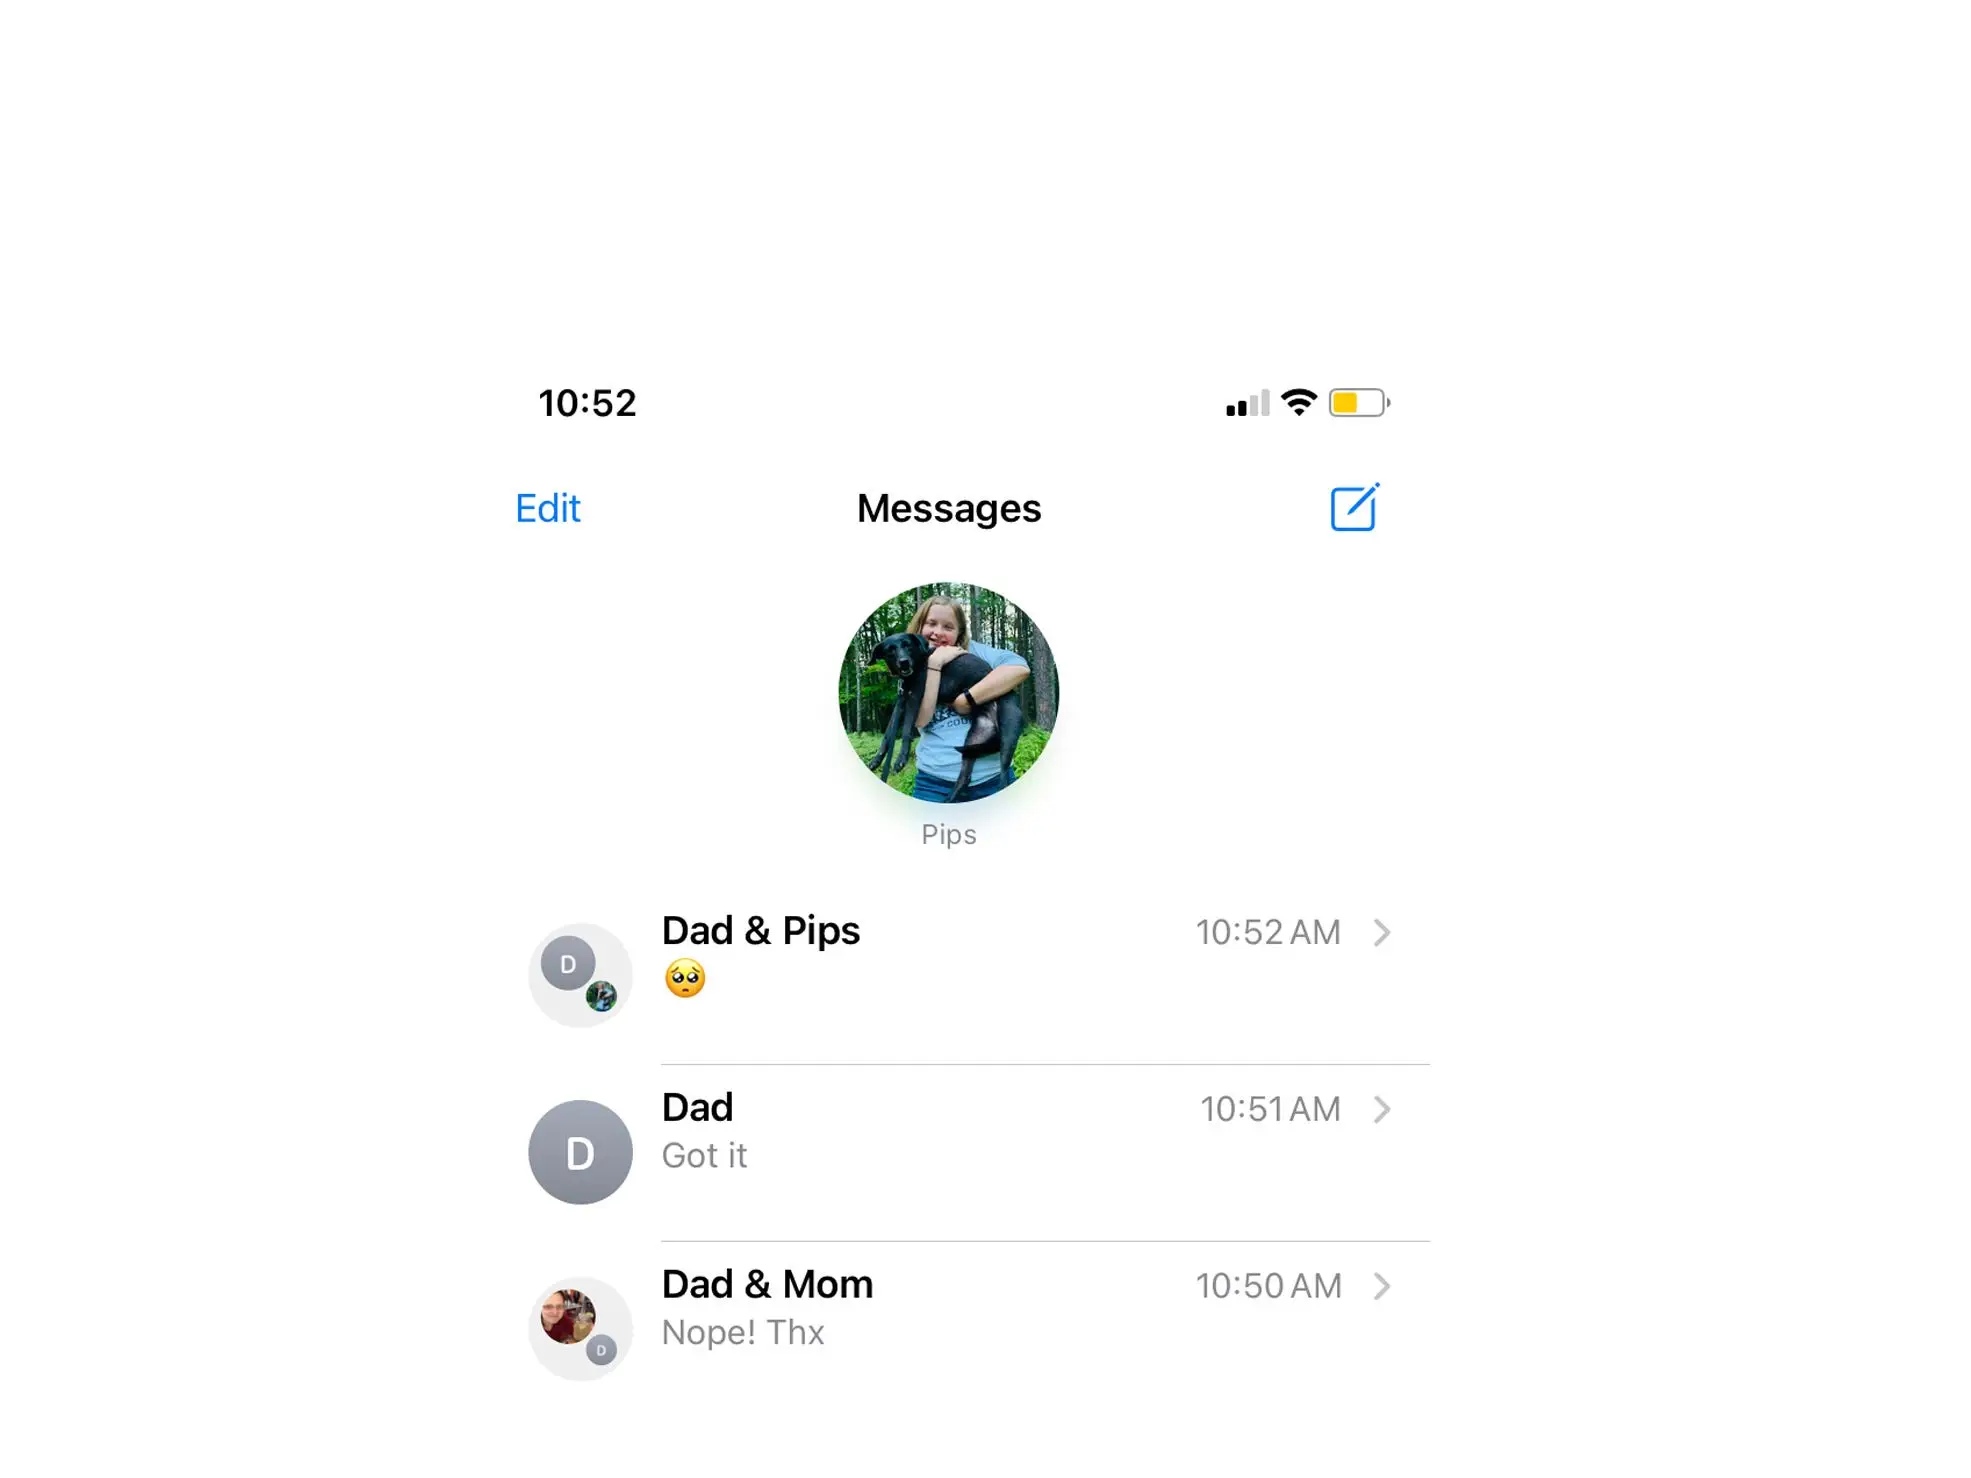 10:52
Edit
Messages
Pips
Dad & Pips
10:52 AM
🥺
D
Dad
10:51 AM
Got it
D
Dad & Mom
10:50 AM
Nope! Thx
D